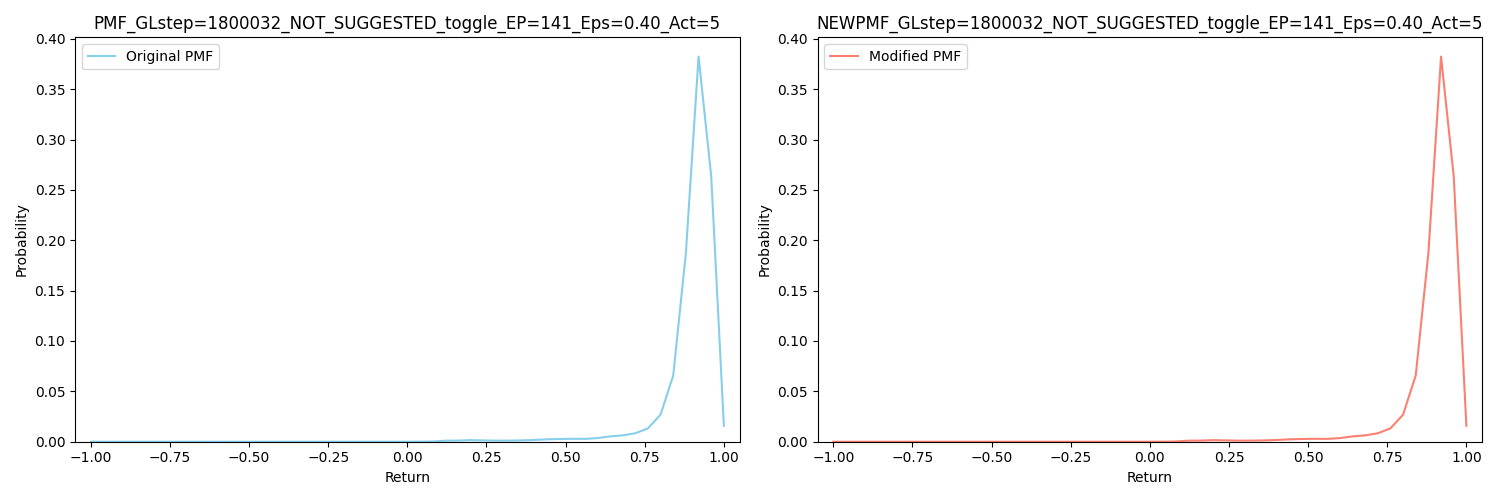 PMF_GLstep=1800032_NOT_SUGGESTED_toggle_EP=141_Eps=0.40_Act=5
Original PMF
0.40
0.35
0.30
0.25
0.20
0.15
0.10
0.05
0.00
Probability
−1.00 −0.75 −0.50 −0.25 0.00 0.25 0.50 0.75 1.00
Return
NEWPMF_GLstep=1800032_NOT_SUGGESTED_toggle_EP=141_Eps=0.40_Act=5
Modified PMF
0.40
0.35
0.30
0.25
0.20
0.15
0.10
0.05
0.00
Probability
−1.00 −0.75 −0.50 −0.25 0.00 0.25 0.50 0.75 1.00
Return